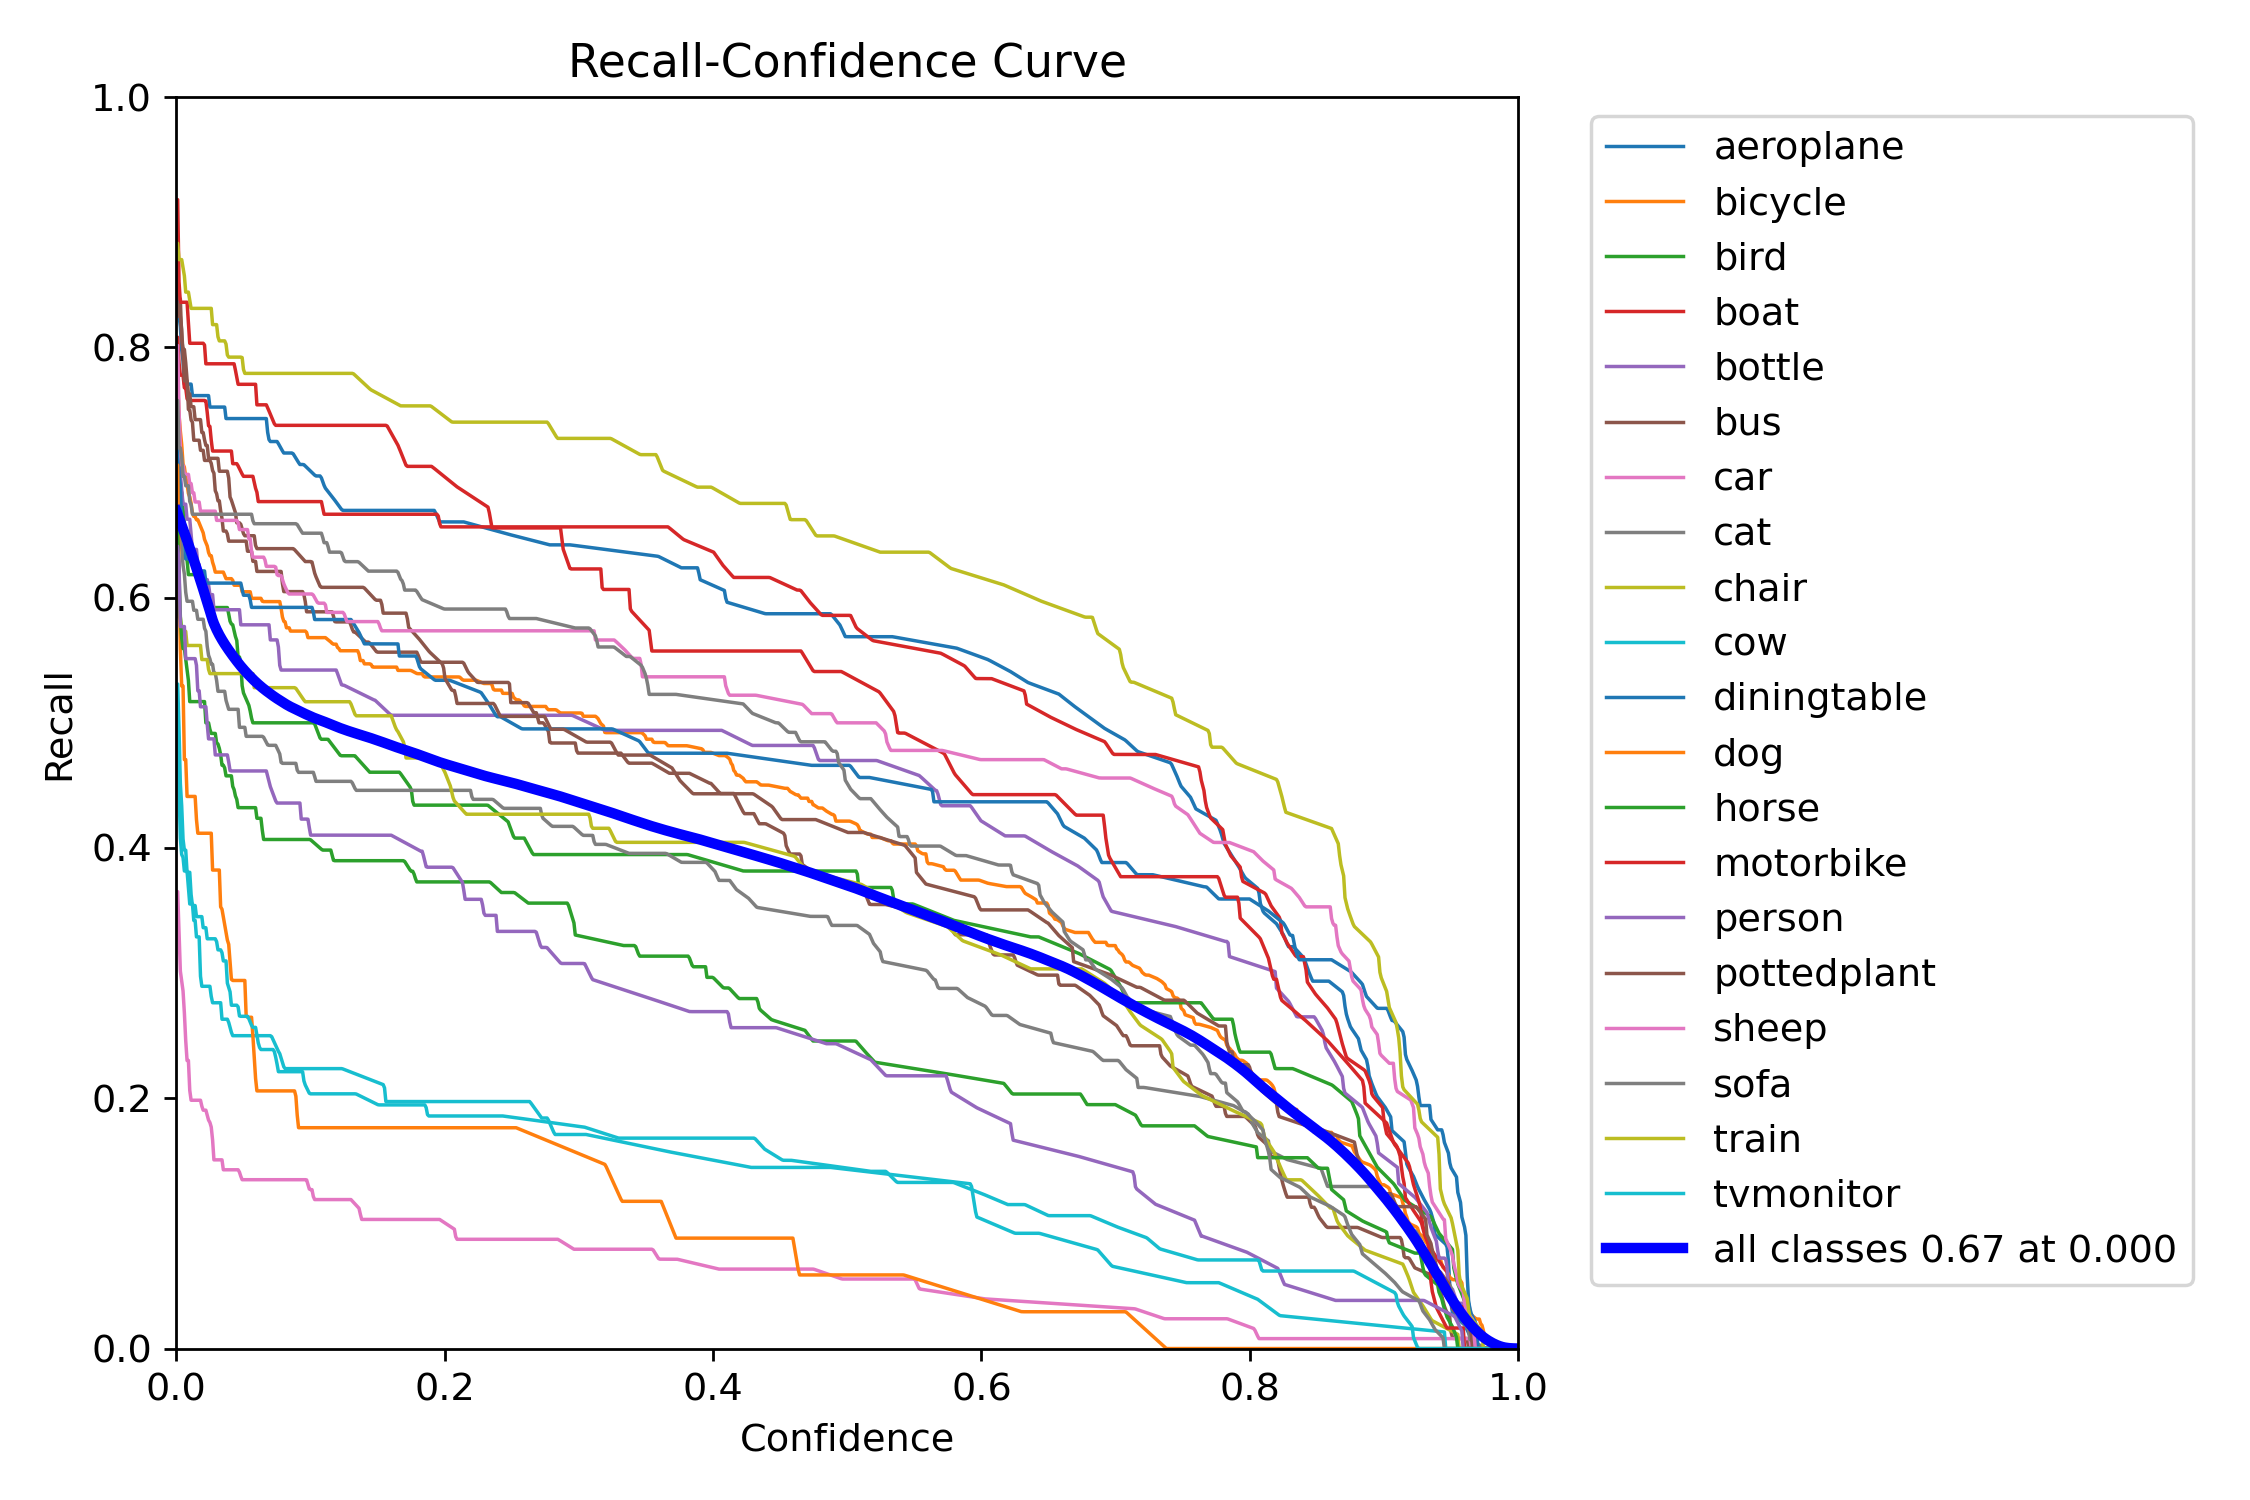 Recall-Confidence Curve
1.0
0.8
0.6
0.4
0.2
0.0
Recall
0.0 0.2 0.4 0.6 0.8 1.0
Confidence
aeroplane
bicycle
bird
boat
bottle
bus
car
cat
chair
cow
diningtable
dog
horse
motorbike
person
pottedplant
sheep
sofa
train
tvmonitor
all classes 0.67 at 0.000